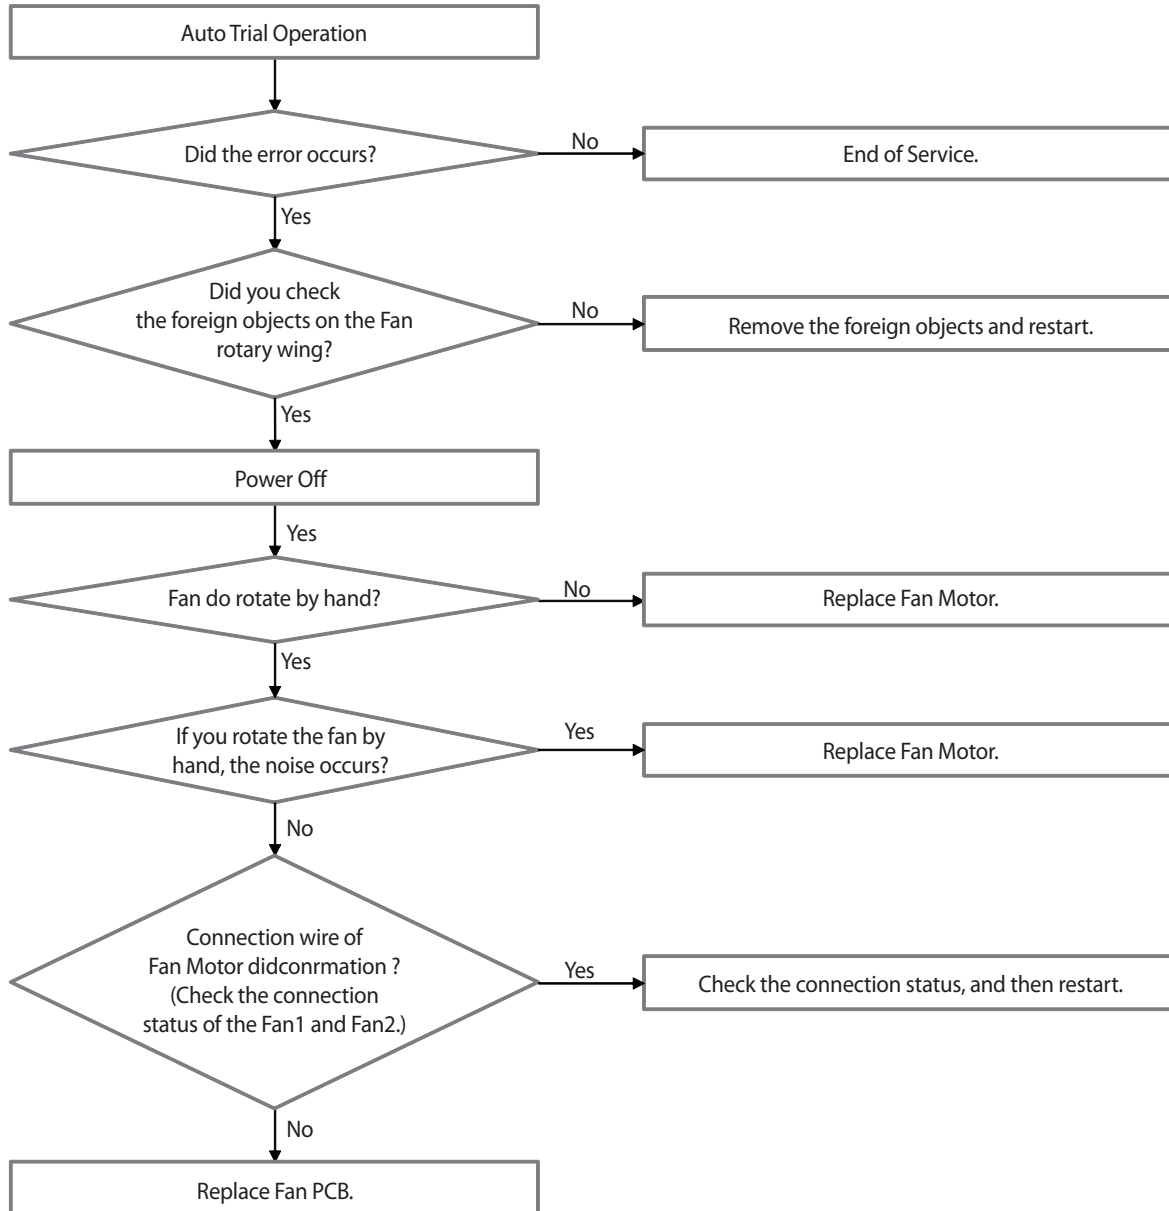 Auto Trial Operation
Did the error occurs?
No
End of Service.
Yes
Did you check
the foreign objects on the Fan
rotary wing?
No
Remove the foreign objects and restart.
Yes
Power Off
Yes
Fan do rotate by hand?
No
Replace Fan Motor.
Yes
If you rotate the fan by
hand, the noise occurs?
Yes
Replace Fan Motor.
No
Connection wire of
Fan Motor didconrmation ?
(Check the connection
status of the Fan1 and Fan2.)
Yes
Check the connection status, and then restart.
No
Replace Fan PCB.